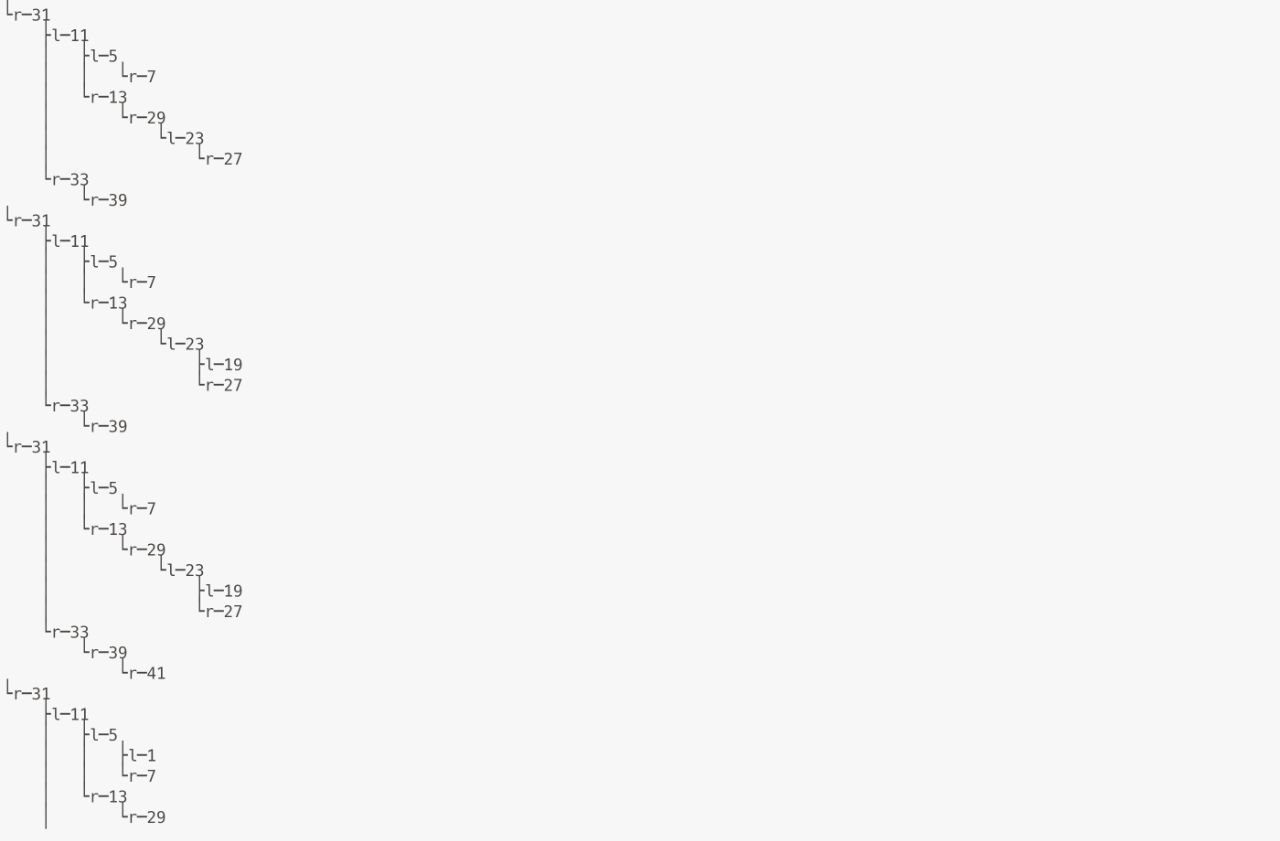 └r─31
  ├l─11
  │ ├l─5
  │ │ └r─7
  │ └r─13
  │   └r─29
  │     └l─23
  │       └r─27
  └r─33
    └r─39
└r─31
  ├l─11
  │ ├l─5
  │ │ └r─7
  │ └r─13
  │   └r─29
  │     └l─23
  │       ├l─19
  │       └r─27
  └r─33
    └r─39
└r─31
  ├l─11
  │ ├l─5
  │ │ └r─7
  │ └r─13
  │   └r─29
  │     └l─23
  │       ├l─19
  │       └r─27
  └r─33
    └r─39
      └r─41
└r─31
  ├l─11
  │ ├l─5
  │ │ ├l─1
  │ │ └r─7
  │ └r─13
  │   └r─29